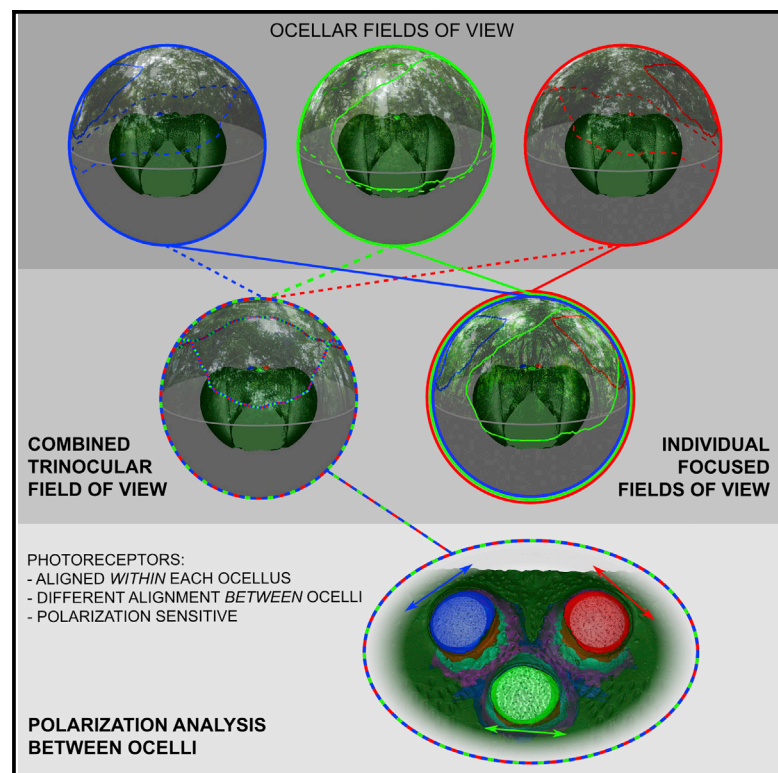 OCELLAR FIELDS OF VIEW
COMBINED
TRINOCULAR
FIELD OF VIEW
INDIVIDUAL
FOCUSED
FIELDS OF VIEW
PHOTORECEPTORS:
- ALIGNED WITHIN EACH OCELLUS
- DIFFERENT ALIGNMENT BETWEEN OCELLI
- POLARIZATION SENSITIVE
POLARIZATION ANALYSIS
BETWEEN OCELLI